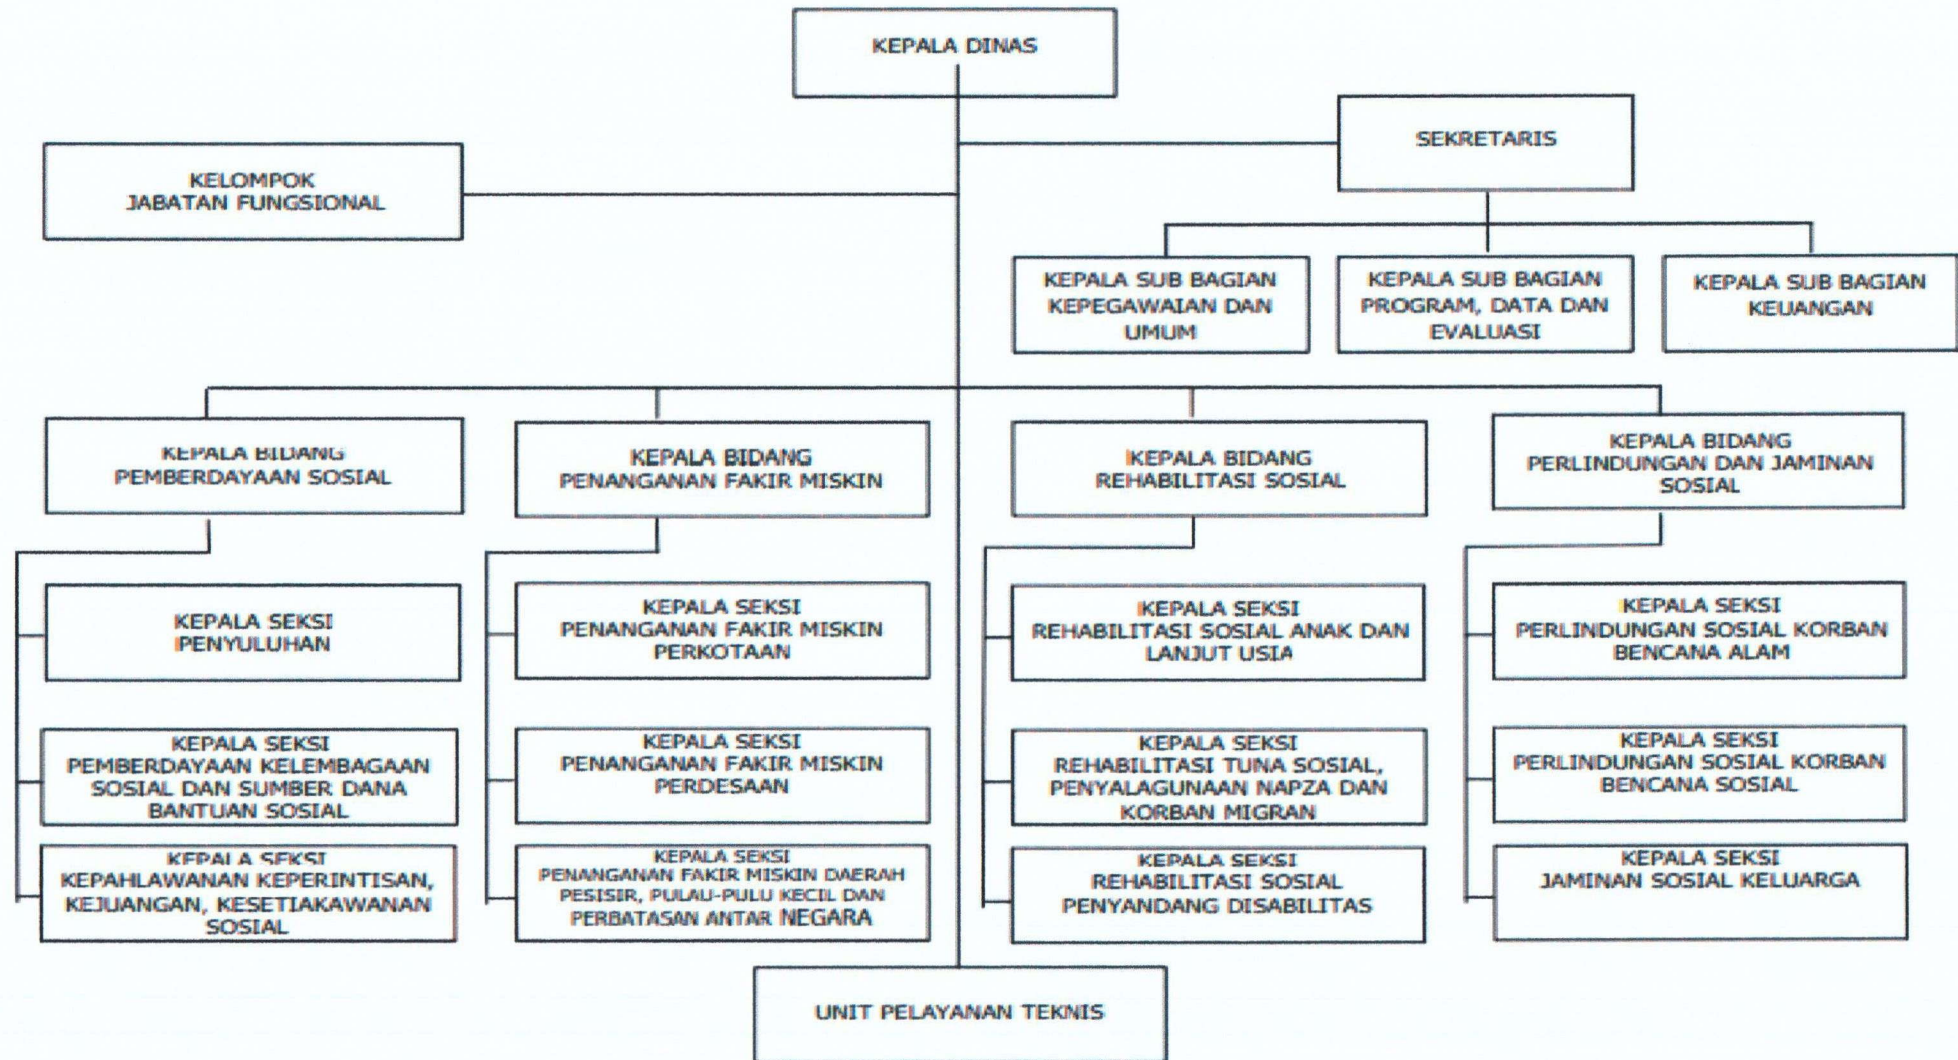 KEPALA DINAS
SEKRETARIS
KELOMPOK
JABATAN FUNGSIONAL
KEPALA SUB BAGIAN
KEPEGAWAIAN DAN
UMUM
KEPALA SUB BAGIAN
PROGRAM, DATA DAN
EVALUASI
KEPALA SUB BAGIAN
KEUANGAN
KEPALA BIDANG
PEMBERDAYAAN SOSIAL
KEPALA BIDANG
PENANGANAN FAKIR MISKIN
KEPALA BIDANG
REHABILITASI SOSIAL
KEPALA BIDANG
PERLINDUNGAN DAN JAMINAN
SOSIAL
KEPALA SEKSI
PENYULUHAN
KEPALA SEKSI
PENANGANAN FAKIR MISKIN
PERKOTAAN
KEPALA SEKSI
REHABILITASI SOSIAL ANAK DAN
LANJUT USIA
KEPALA SEKSI
PERLINDUNGAN SOSIAL KORBAN
BENCANA ALAM
KEPALA SEKSI
PEMBERDAYAAN KELEMBAGAAN
SOSIAL DAN SUMBER DANA
BANTUAN SOSIAL
KEPALA SEKSI
PENANGANAN FAKIR MISKIN
PERDESAAN
KEPALA SEKSI
REHABILITASI TUNA SOSIAL,
PENYALAGUNAAN NAPZA DAN
KORBAN MIGRAN
KEPALA SEKSI
PERLINDUNGAN SOSIAL KORBAN
BENCANA SOSIAL
KEPALA SEKSI
KEPAHLAWANAN KEPERINTISAN,
KEJUANGAN, KESETIAKAWANAN
SOSIAL
KEPALA SEKSI
PENANGANAN FAKIR MISKIN DAERAH
PESISIR, PULAU-PULU KECIL DAN
PERBATASAN ANTAR NEGARA
KEPALA SEKSI
REHABILITASI SOSIAL
PENYANDANG DISABILITAS
KEPALA SEKSI
JAMINAN SOSIAL KELUARGA
UNIT PELAYANAN TEKNIS